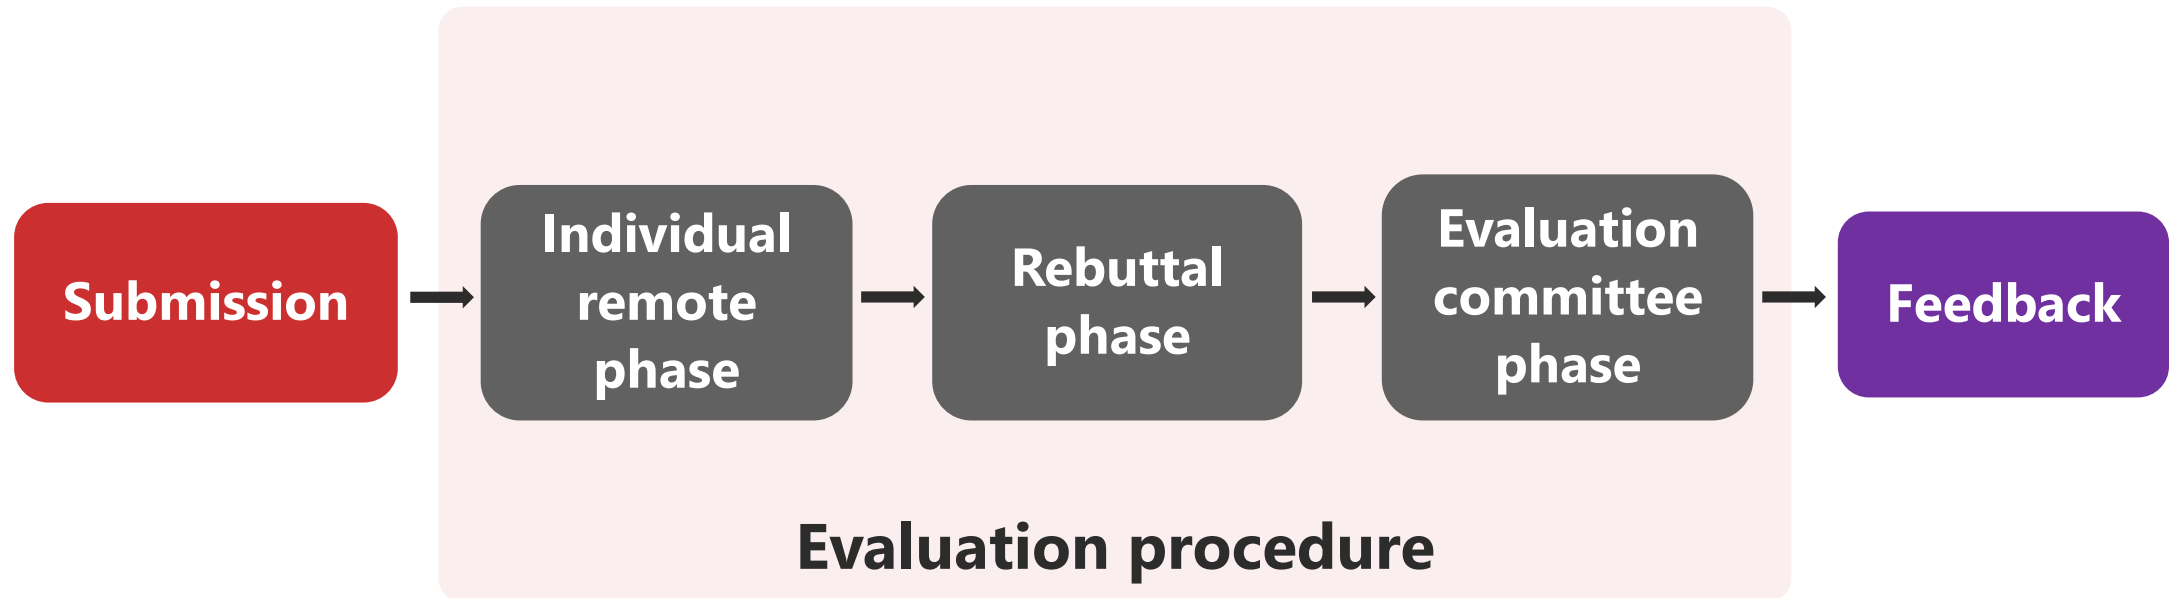 Submission
Individual
remote
phase
Rebuttal
phase
Evaluation
committee
phase
Feedback
Evaluation procedure